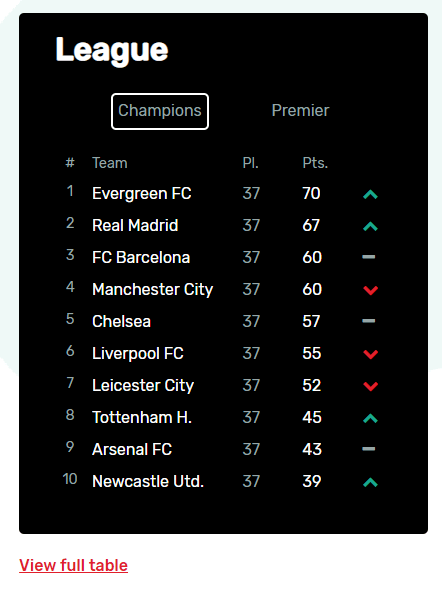 League
Champions Premier
# Team Pl. Pts.
1 Evergreen FC 37 70
2 Real Madrid 37 67
3 FC Barcelona 37 60
4 Manchester City 37 60
5 Chelsea 37 57
6 Liverpool FC 37 55
7 Leicester City 37 52
8 Tottenham H. 37 45
9 Arsenal FC 37 43
10 Newcastle Utd. 37 39
View full table